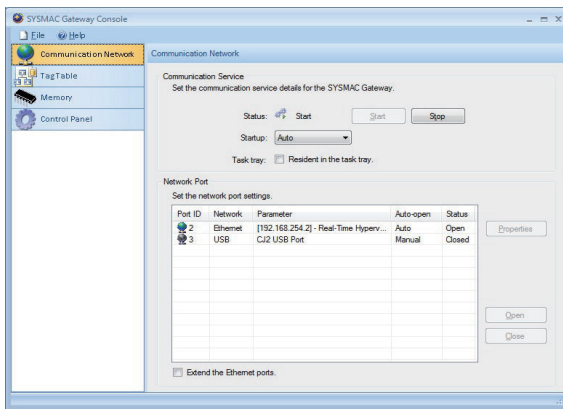 SYSMAC Gateway Console
File Help
Communication Network
TagTable
Memory
Control Panel
Communication Network
Communication Service
Set the communication service details for the SYSMAC Gateway.
Status: Start Start Stop
Startup: Auto
Task tray: Resident in the task tray.
Network Port
Set the network port settings.
Port ID Network Parameter Auto-open Status
2 Ethernet [192.168.254.2] - Real-Time Hyperv... Auto Open
3 USB CJ2 USB Port Manual Closed
Properties
Open
Close
Extend the Ethernet ports.